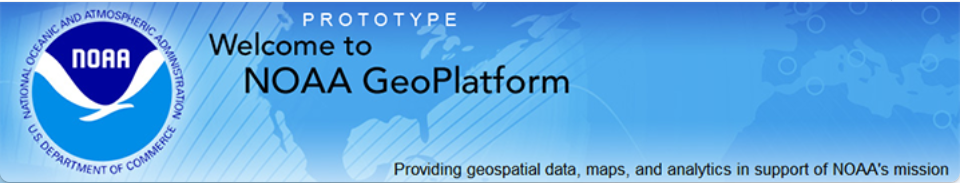 NATIONAL OCEANIC AND ATMOSPHERIC ADMINISTRATION
U.S. DEPARTMENT OF COMMERCE
NOAA
PROTOTYPE
Welcome to
NOAA GeoPlatform
Providing geospatial data, maps, and analytics in support of NOAA's mission